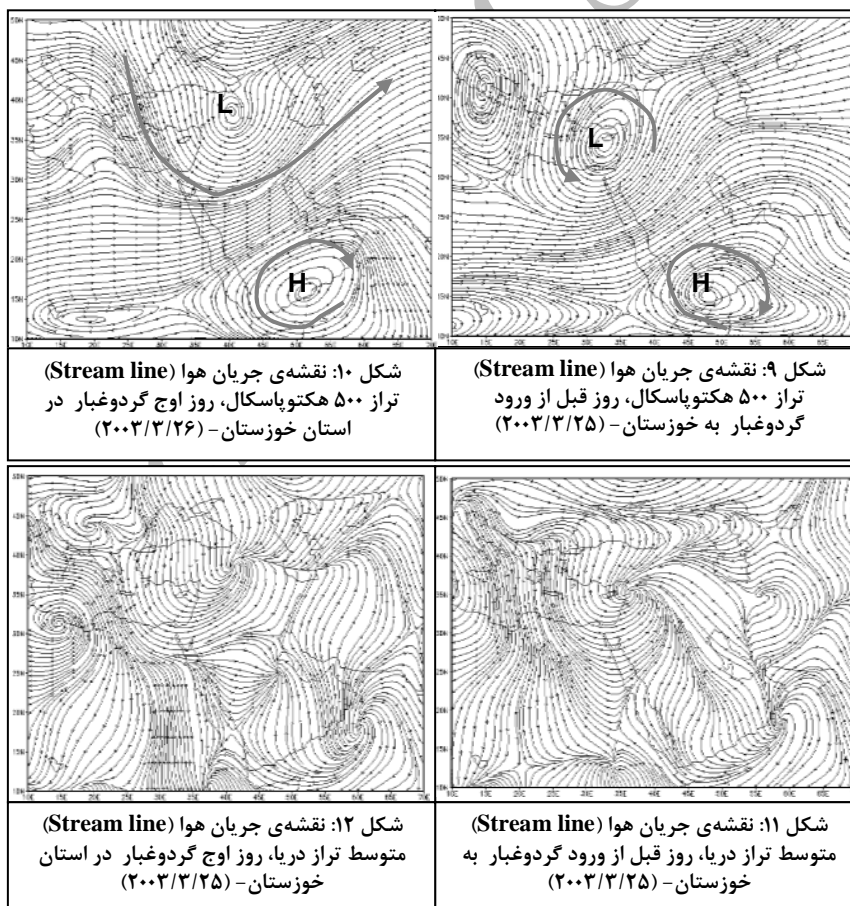 L
H
L
H
شکل ۹: نقشه‌ی جریان هوا (Stream line)
تراز ۵۰۰ هکتوپاسکال، روز قبل از ورود
گردوغبار به خوزستان- (۲۰۰۳/۳/۲۵)
شکل ۱۰: نقشه‌ی جریان هوا (Stream line)
تراز ۵۰۰ هکتوپاسکال، روز اوج گردوغبار در
استان خوزستان- (۲۰۰۳/۳/۲۶)
شکل ۱۱: نقشه‌ی جریان هوا (Stream line)
متوسط تراز دریا، روز قبل از ورود گردوغبار به
خوزستان- (۲۰۰۳/۳/۲۵)
شکل ۱۲: نقشه‌ی جریان هوا (Stream line)
متوسط تراز دریا، روز اوج گردوغبار در استان
خوزستان- (۲۰۰۳/۳/۲۵)